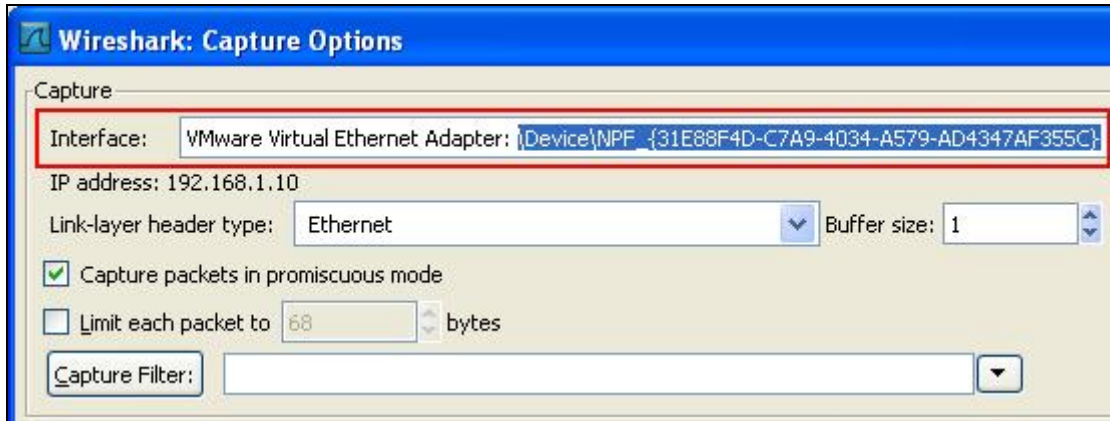 Wireshark: Capture Options
Capture
Interface: VMware Virtual Ethernet Adapter: \Device\NPF_{31E88F4D-C7A9-4034-A579-AD4347AF355C}
IP address: 192.168.1.10
Link-layer header type: Ethernet Buffer size: 1
Capture packets in promiscuous mode
Limit each packet to 68 bytes
Capture Filter: